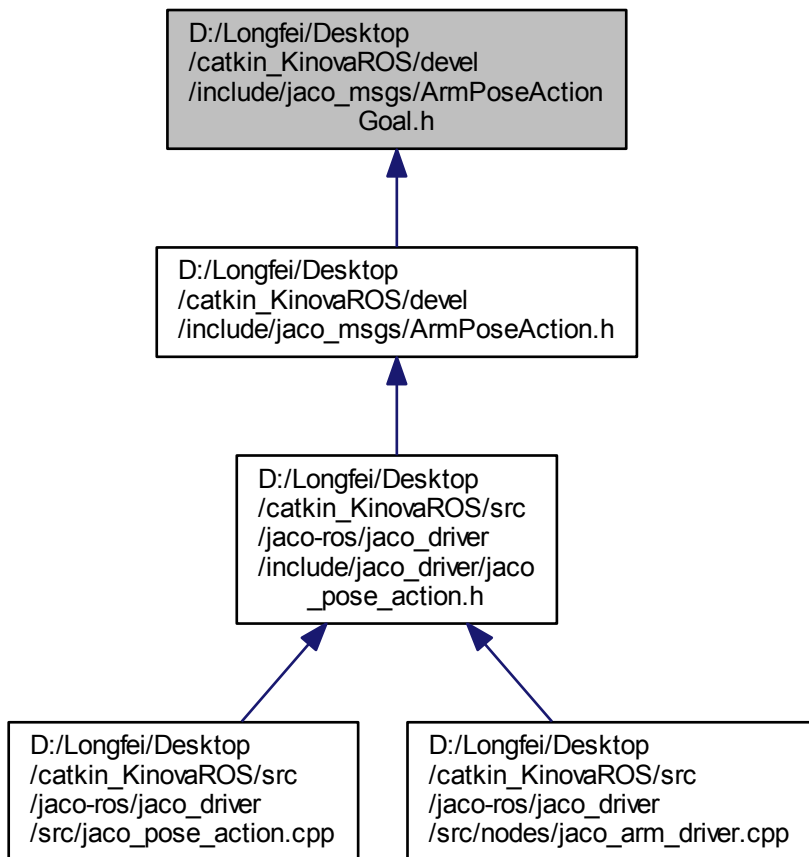 D:/Longfei/Desktop
/catkin_KinovaROS/devel
/include/jaco_msgs/ArmPoseAction
Goal.h
D:/Longfei/Desktop
/catkin_KinovaROS/devel
/include/jaco_msgs/ArmPoseAction.h
D:/Longfei/Desktop
/catkin_KinovaROS/src
/jaco-ros/jaco_driver
/include/jaco_driver/jaco
_pose_action.h
D:/Longfei/Desktop
/catkin_KinovaROS/src
/jaco-ros/jaco_driver
/src/jaco_pose_action.cpp
D:/Longfei/Desktop
/catkin_KinovaROS/src
/jaco-ros/jaco_driver
/src/nodes/jaco_arm_driver.cpp